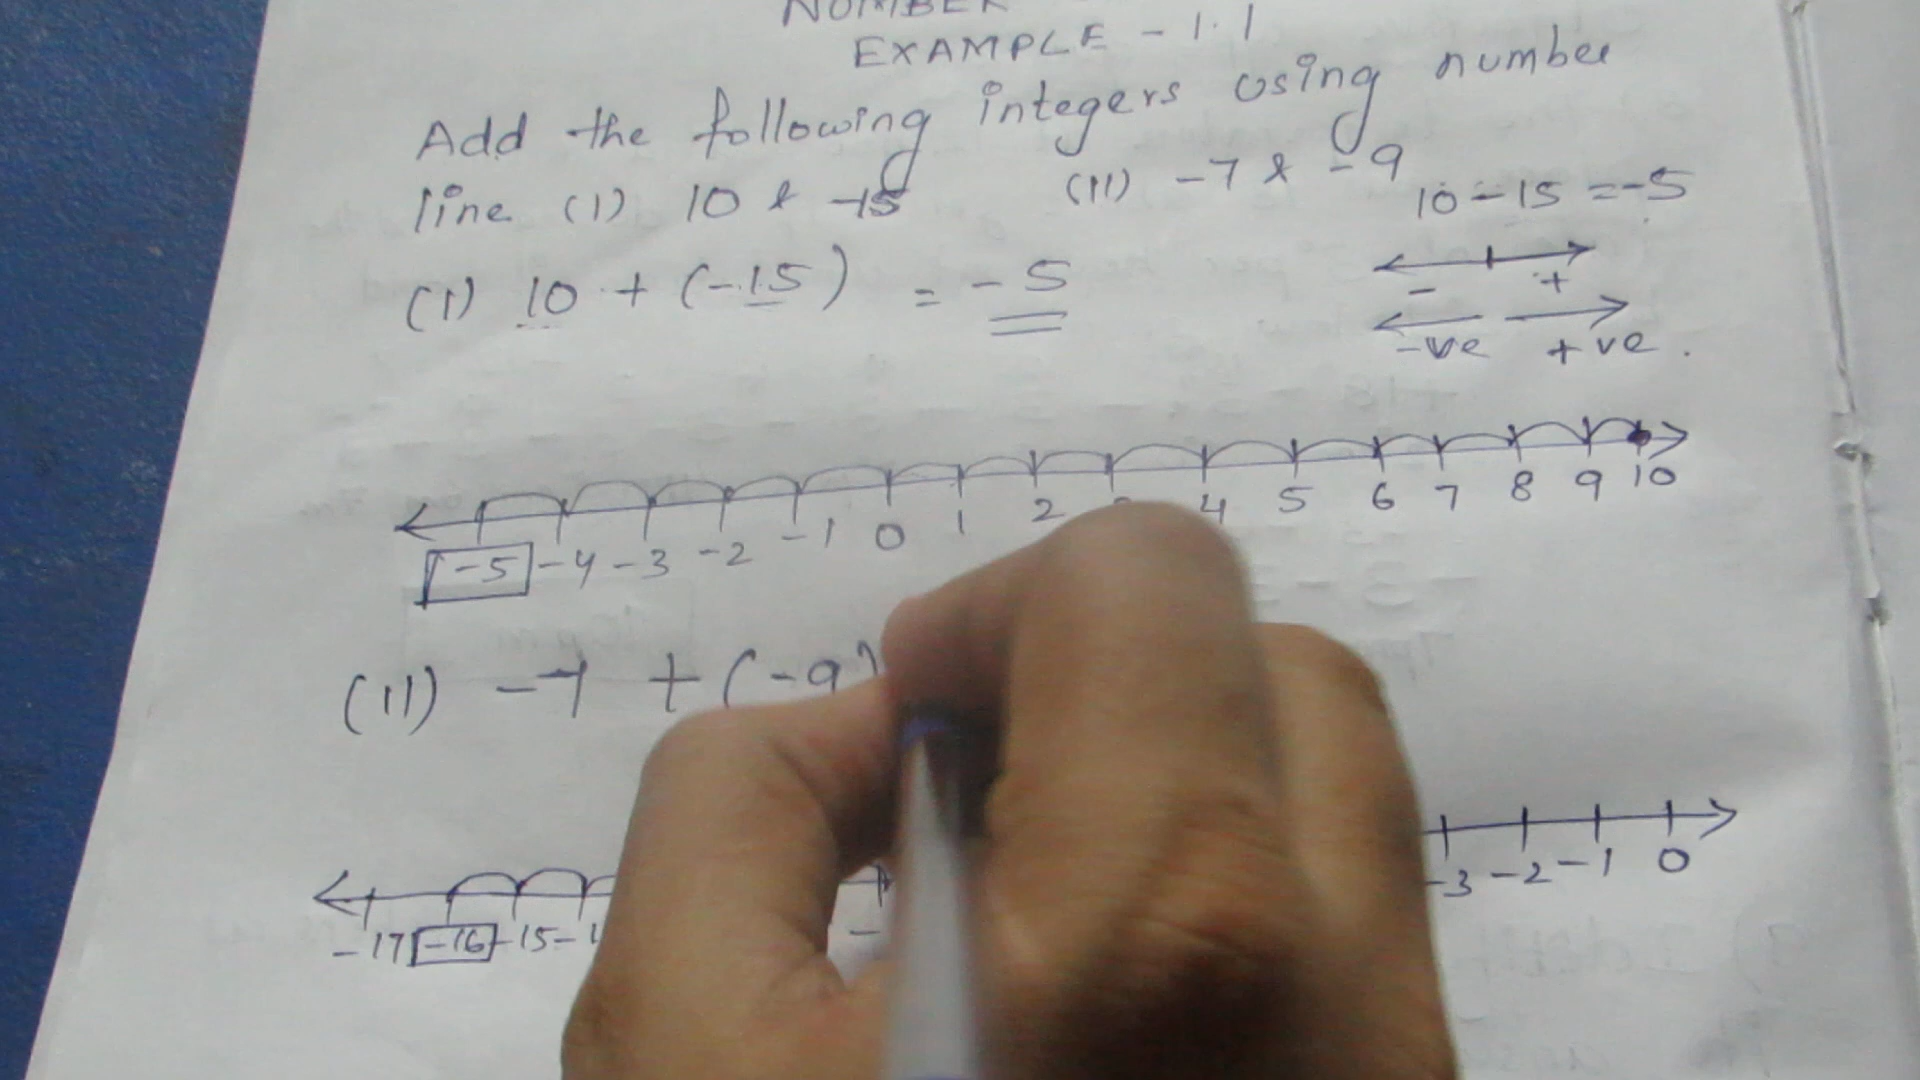 NUMBER
EXAMPLE - 1.1
Add the following integers using number
line (I) 10 & -15 (II) -7 & -9
10 - 15 = -5
(I) 10 + (-15) = -5
- +
-ve +ve.
-5 -4 -3 -2 -1 0 1 2 4 5 6 7 8 9 10
(II) -7 + (-9)
-17 -16 -15 -3 -2 -1 0